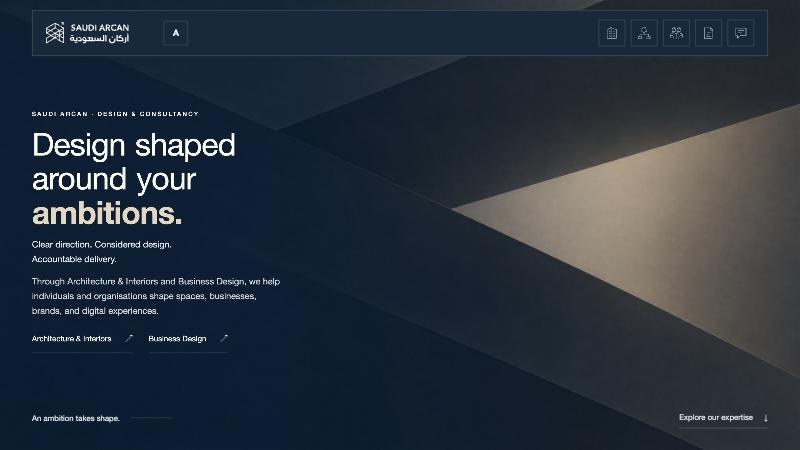 SAUDI ARCAN
أركان السعودية
A
SAUDI ARCAN · DESIGN & CONSULTANCY
Design shaped
around your
ambitions.
Clear direction. Considered design.
Accountable delivery.
Through Architecture & Interiors and Business Design, we help
individuals and organisations shape spaces, businesses,
brands, and digital experiences.
Architecture & Interiors ↗ Business Design ↗
An ambition takes shape.
Explore our expertise ↓